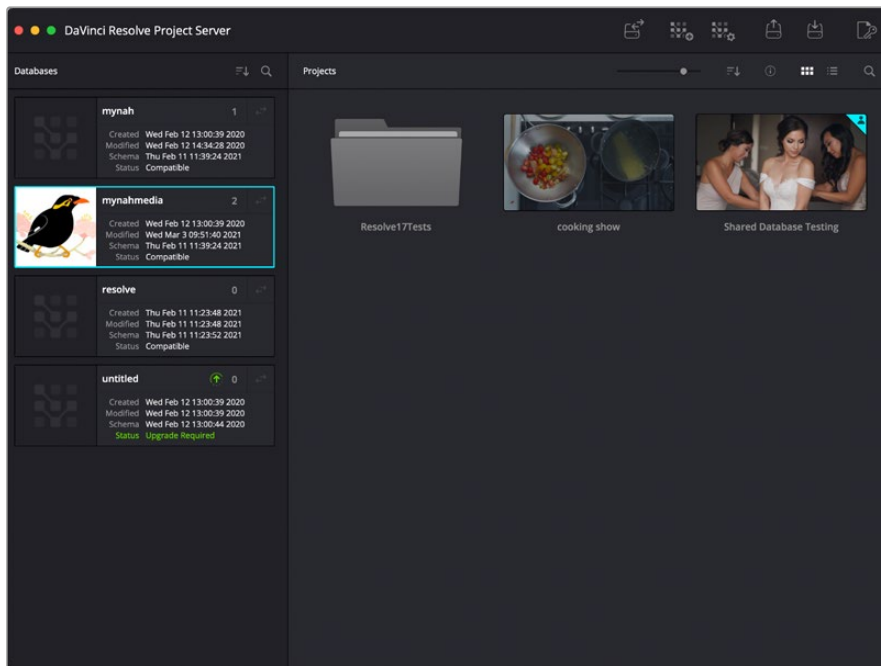 DaVinci Resolve Project Server
Databases
Projects
mynah 1
Created Wed Feb 12 13:00:39 2020
Modified Wed Feb 12 14:34:28 2020
Schema Thu Feb 11 11:39:24 2021
Status Compatible
mynahmedia 2
Created Wed Feb 12 13:00:39 2020
Modified Wed Mar 3 09:51:40 2021
Schema Thu Feb 11 11:39:24 2021
Status Compatible
resolve 0
Created Thu Feb 11 11:23:48 2021
Modified Thu Feb 11 11:23:48 2021
Schema Thu Feb 11 11:23:52 2021
Status Compatible
untitled 0
Created Wed Feb 12 13:00:39 2020
Modified Wed Feb 12 13:00:39 2020
Schema Wed Feb 12 13:00:44 2020
Status Upgrade Required
Resolve17Tests
cooking show
Shared Database Testing